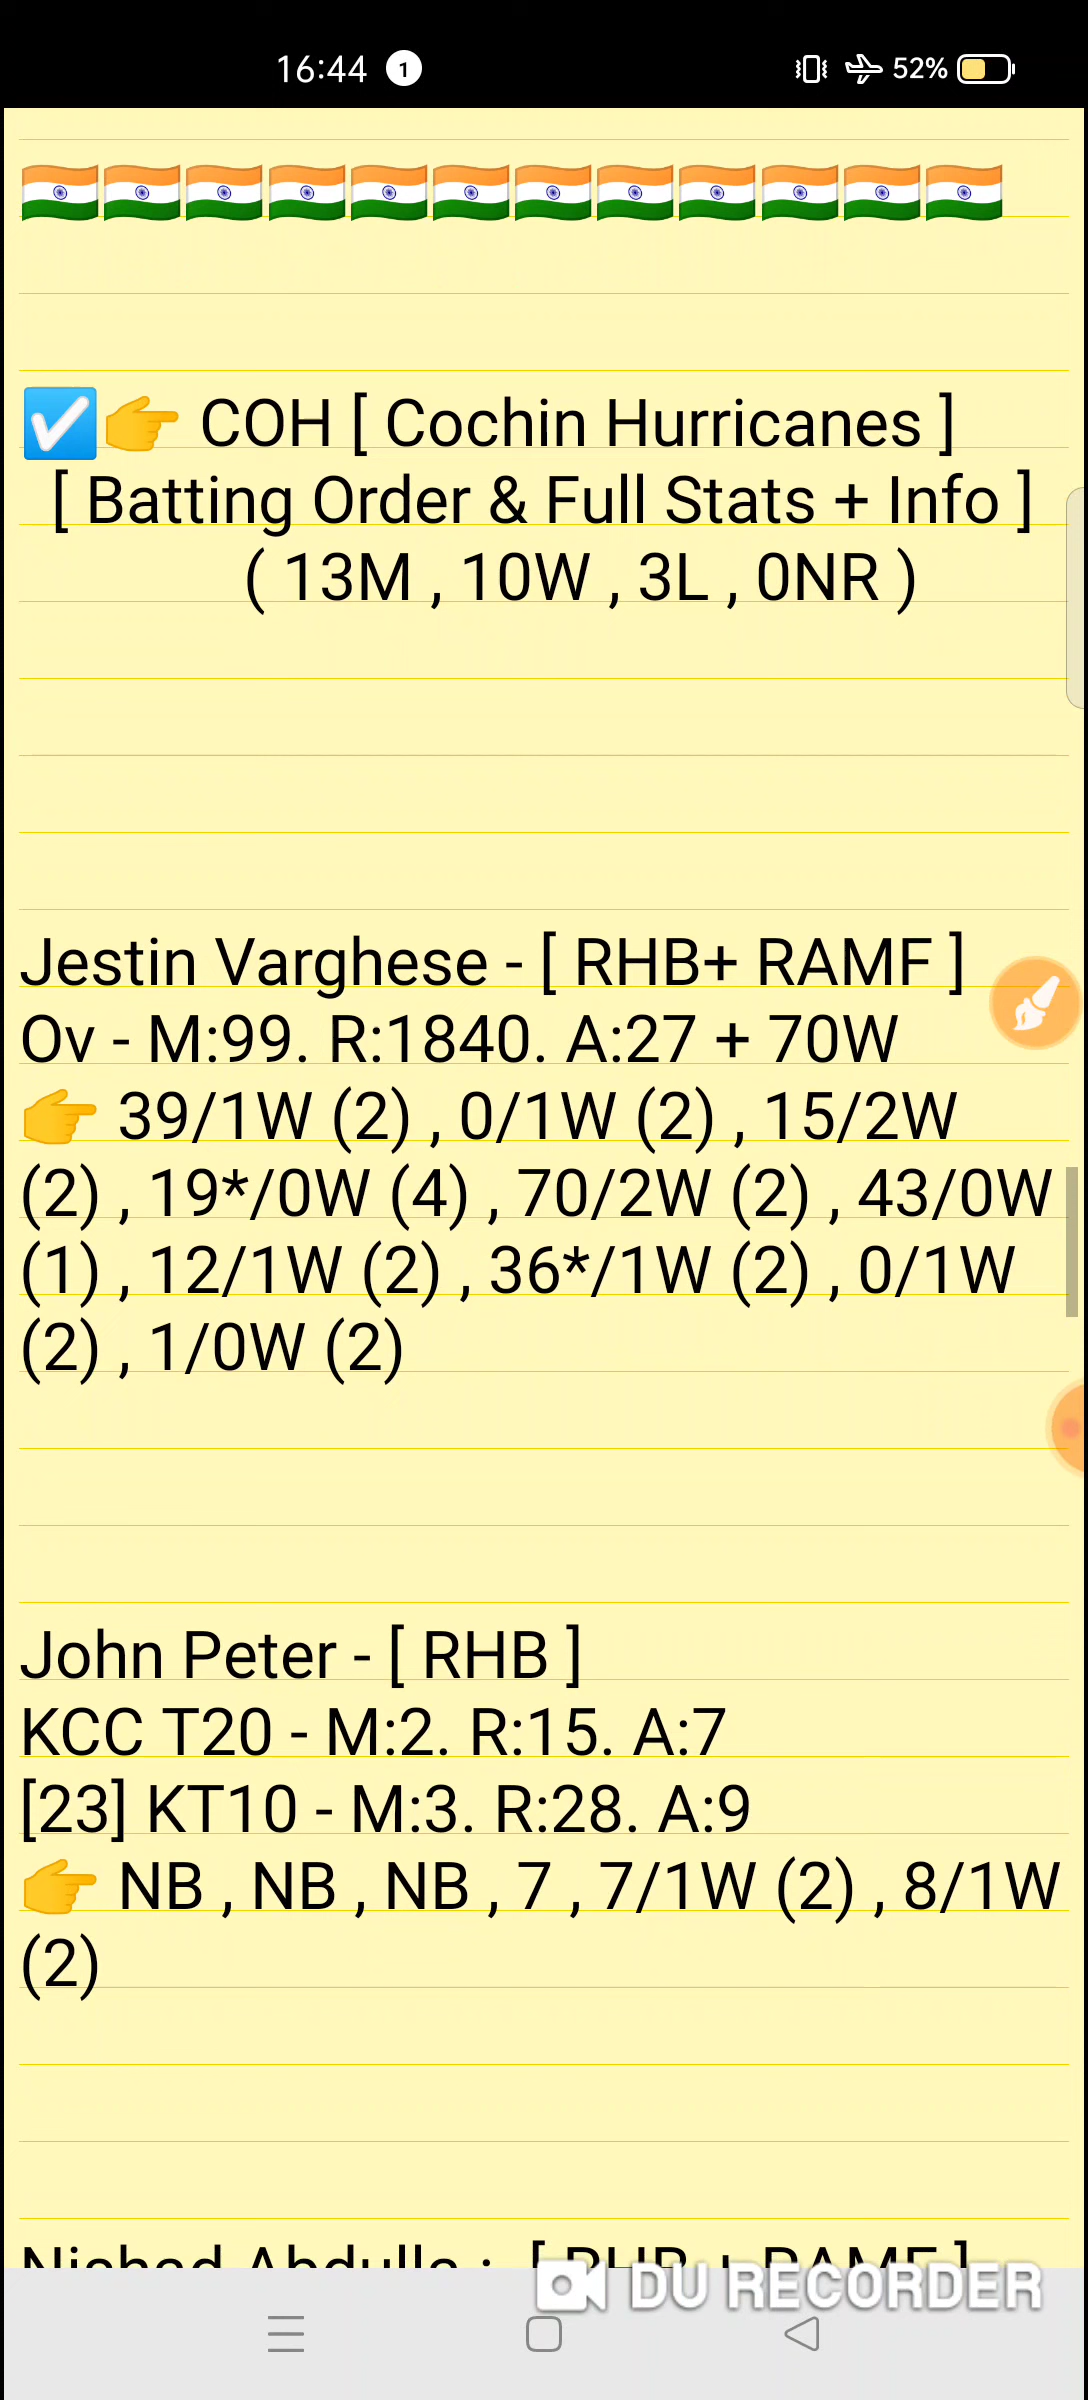 16:44 1 52%
🇮🇳🇮🇳🇮🇳🇮🇳🇮🇳🇮🇳🇮🇳🇮🇳🇮🇳🇮🇳🇮🇳🇮🇳
☑️👉 COH [ Cochin Hurricanes ]
[ Batting Order & Full Stats + Info ]
( 13M , 10W , 3L , 0NR )
Jestin Varghese - [ RHB+ RAMF ]
Ov - M:99. R:1840. A:27 + 70W
👉 39/1W (2) , 0/1W (2) , 15/2W
(2) , 19*/0W (4) , 70/2W (2) , 43/0W
(1) , 12/1W (2) , 36*/1W (2) , 0/1W
(2) , 1/0W (2)
John Peter - [ RHB ]
KCC T20 - M:2. R:15. A:7
[23] KT10 - M:3. R:28. A:9
👉 NB , NB , NB , 7 , 7/1W (2) , 8/1W
(2)
[ RHB + RAMF ]
DU RECORDER